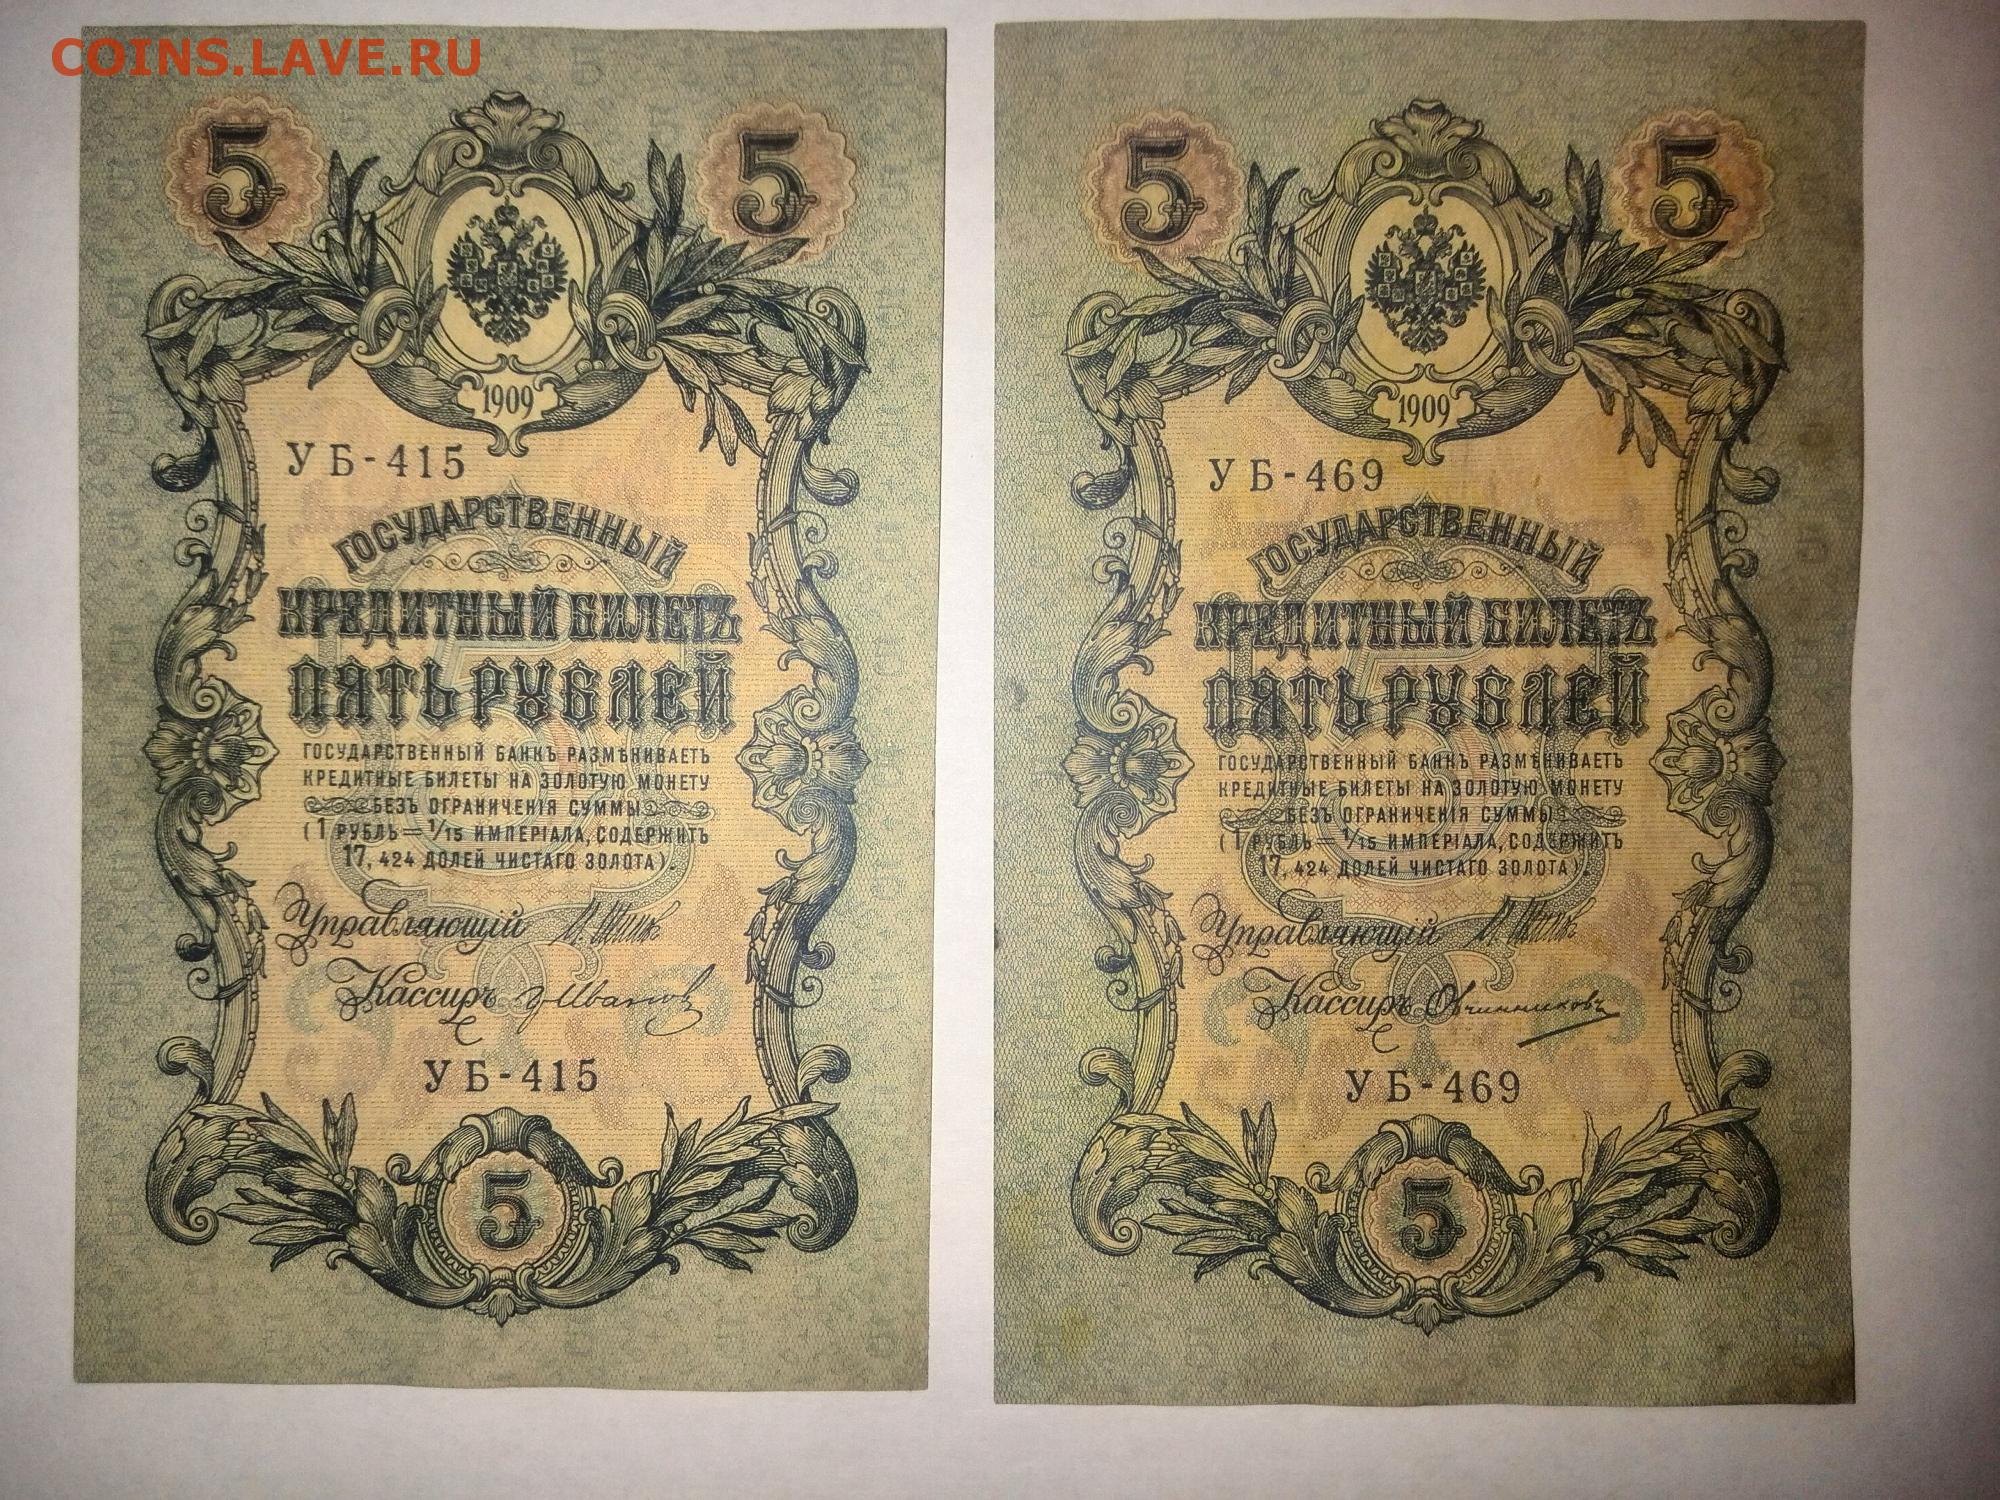 COINS.LAVE.RU
5 5
1909
УБ-415
ГОСУДАРСТВЕННЫЙ
КРЕДИТНЫЙ БИЛЕТЪ
ПЯТЬ РУБЛЕЙ
ГОСУДАРСТВЕННЫЙ БАНКЪ РАЗМѢНИВАЕТЪ
КРЕДИТНЫЕ БИЛЕТЫ НА ЗОЛОТУЮ МОНЕТУ
БЕЗЪ ОГРАНИЧЕНІЯ СУММЫ
(1 РУБЛЬ=1/15 ИМПЕРІАЛА, СОДЕРЖИТЪ
17,424 ДОЛЕЙ ЧИСТАГО ЗОЛОТА).
Управляющій
Кассиръ Гр Ивановъ
УБ-415
5
5 5
1909
УБ-469
ГОСУДАРСТВЕННЫЙ
КРЕДИТНЫЙ БИЛЕТЪ
ПЯТЬ РУБЛЕЙ
ГОСУДАРСТВЕННЫЙ БАНКЪ РАЗМѢНИВАЕТЪ
КРЕДИТНЫЕ БИЛЕТЫ НА ЗОЛОТУЮ МОНЕТУ
БЕЗЪ ОГРАНИЧЕНІЯ СУММЫ
(1 РУБЛЬ=1/15 ИМПЕРІАЛА, СОДЕРЖИТЪ
17,424 ДОЛЕЙ ЧИСТАГО ЗОЛОТА).
Управляющій
Кассиръ Овчинниковъ
УБ-469
5